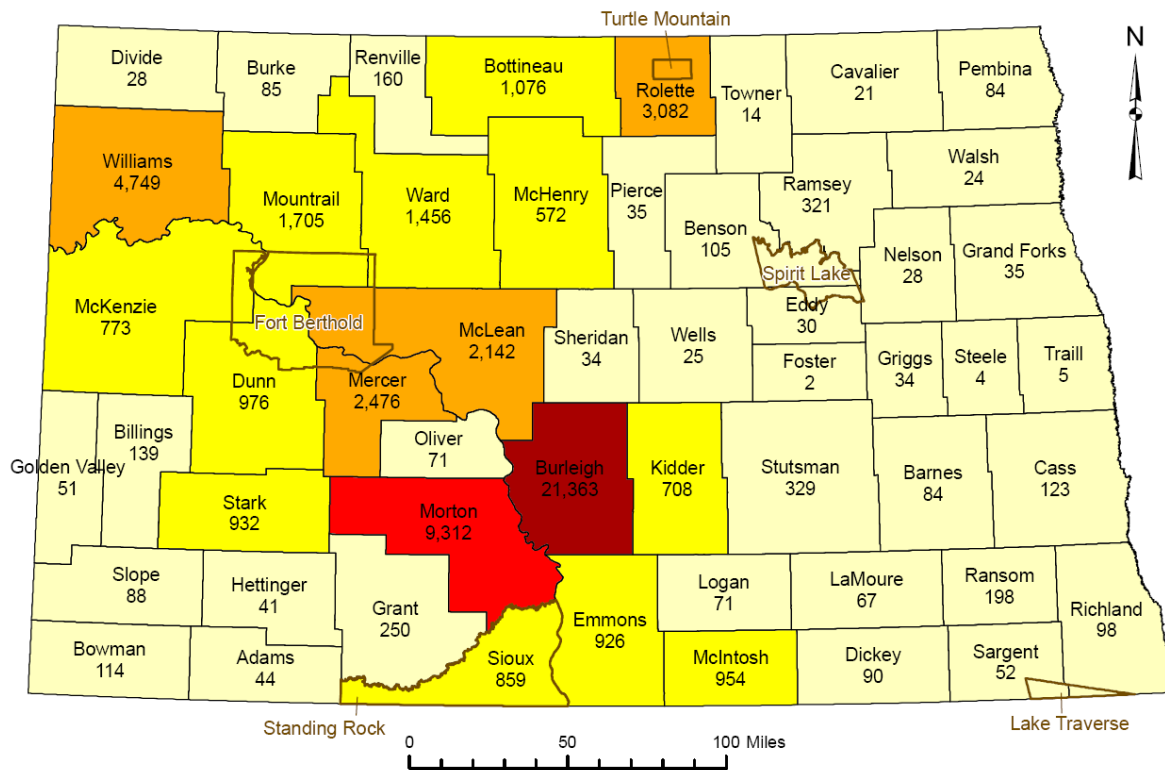 Turtle Mountain
N
Divide
28
Burke
85
Renville
160
Bottineau
1,076
Rolette
3,082
Towner
14
Cavalier
21
Pembina
84
Williams
4,749
Mountrail
1,705
Ward
1,456
McHenry
572
Pierce
35
Benson
105
Ramsey
321
Walsh
24
Nelson
28
Grand Forks
35
Spirit Lake
McKenzie
773
Fort Berthold
Dunn
976
Mercer
2,476
McLean
2,142
Sheridan
34
Wells
25
Eddy
30
Foster
2
Griggs
34
Steele
4
Traill
5
Golden Valley
51
Billings
139
Oliver
71
Burleigh
21,363
Kidder
708
Stutsman
329
Barnes
84
Cass
123
Stark
932
Morton
9,312
Slope
88
Hettinger
41
Grant
250
Emmons
926
Logan
71
LaMoure
67
Ransom
198
Richland
98
Bowman
114
Adams
44
Sioux
859
McIntosh
954
Dickey
90
Sargent
52
Standing Rock
Lake Traverse
0 50 100 Miles